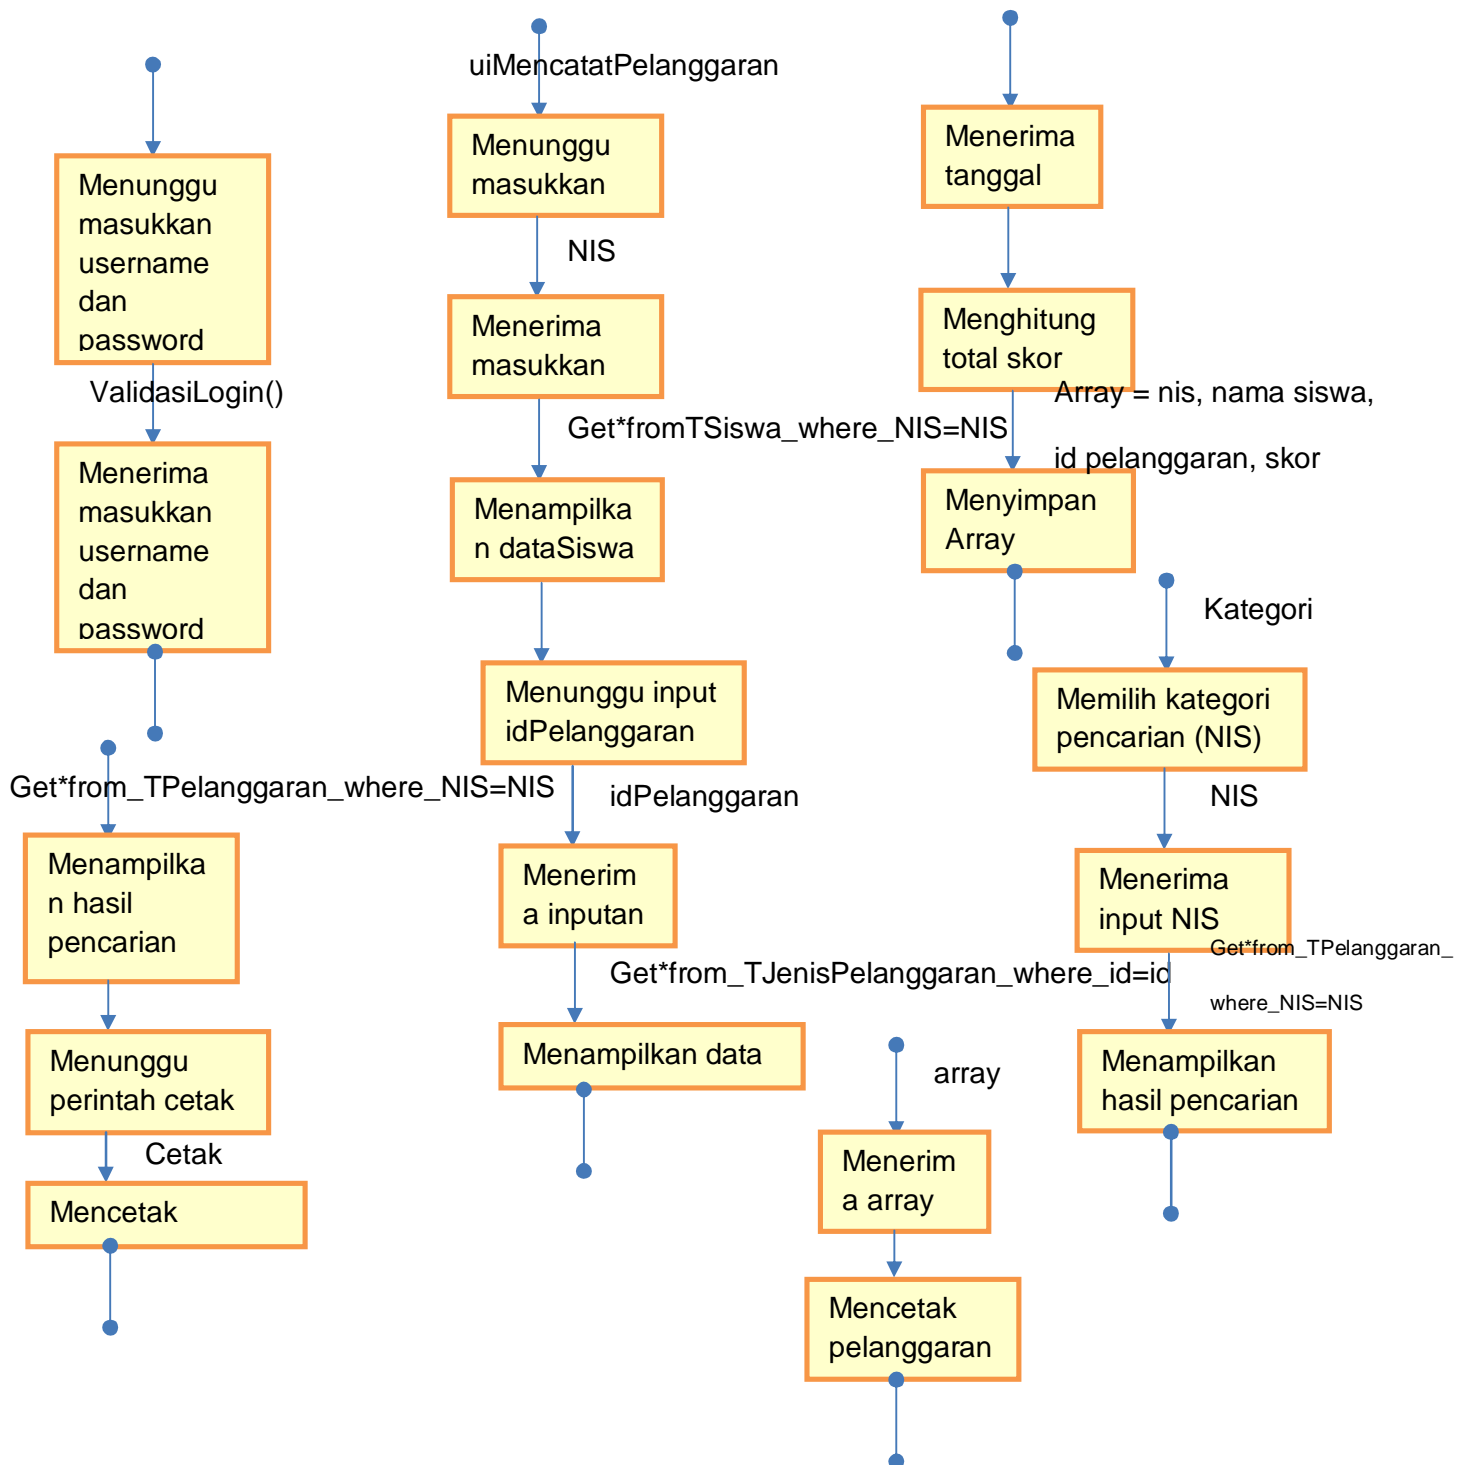 Menunggu
masukkan
username
dan
password
ValidasiLogin()
Menerima
masukkan
username
dan
password
Get*from_TPelanggaran_where_NIS=NIS
Menampilka
n hasil
pencarian
Menunggu
perintah cetak
Cetak
Mencetak
uiMencatatPelanggaran
Menunggu
masukkan
NIS
Menerima
masukkan
Get*fromTSiswa_where_NIS=NIS
Menampilka
n dataSiswa
Menunggu input
idPelanggaran
idPelanggaran
Menerim
a inputan
Get*from_TJenisPelanggaran_where_id=id
Menampilkan data
Menerima
tanggal
Menghitung
total skor
Array = nis, nama siswa,
id pelanggaran, skor
Menyimpan
Array
Kategori
Memilih kategori
pencarian (NIS)
NIS
Menerima
input NIS
Get*from_TPelanggaran_
where_NIS=NIS
Menampilkan
hasil pencarian
array
Menerim
a array
Mencetak
pelanggaran